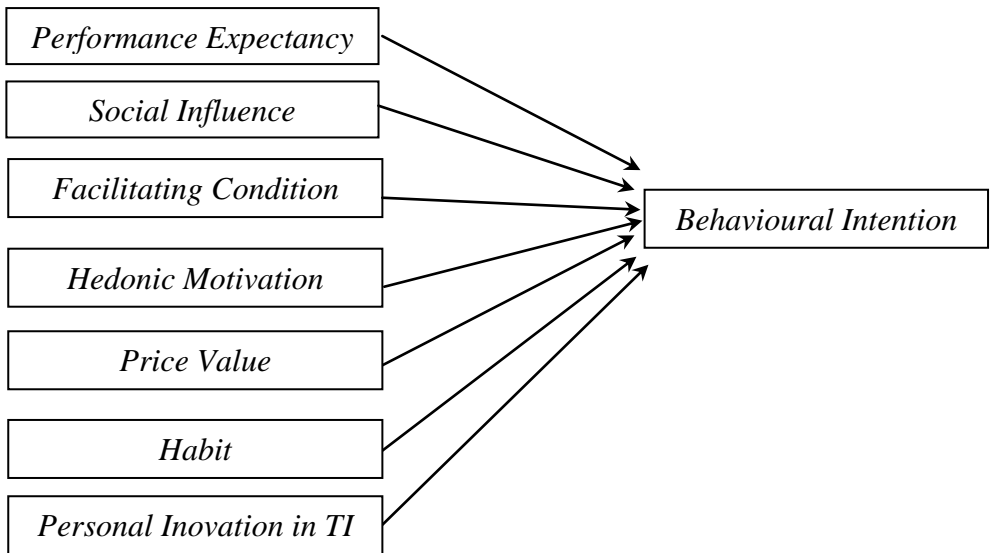 Performance Expectancy
Social Influence
Facilitating Condition
Hedonic Motivation
Price Value
Habit
Personal Inovation in TI
Behavioural Intention